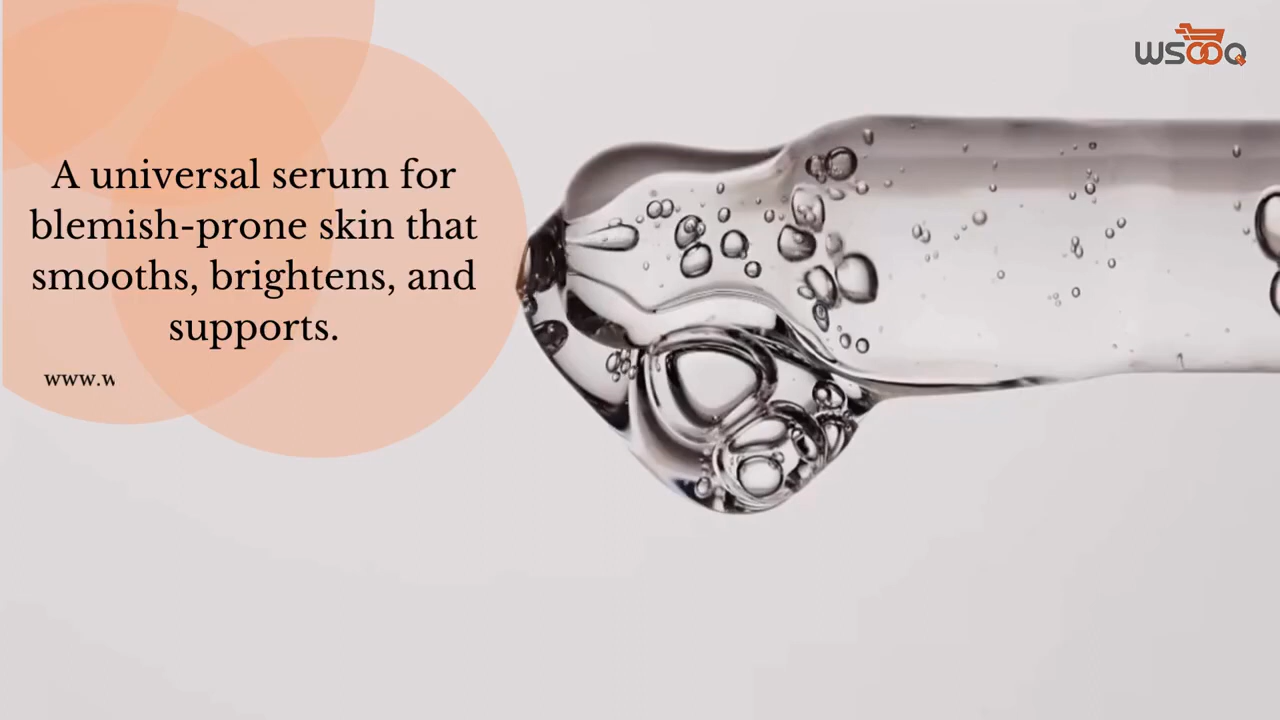 WSOOQ
A universal serum for
blemish-prone skin that
smooths, brightens, and
supports.
www.w